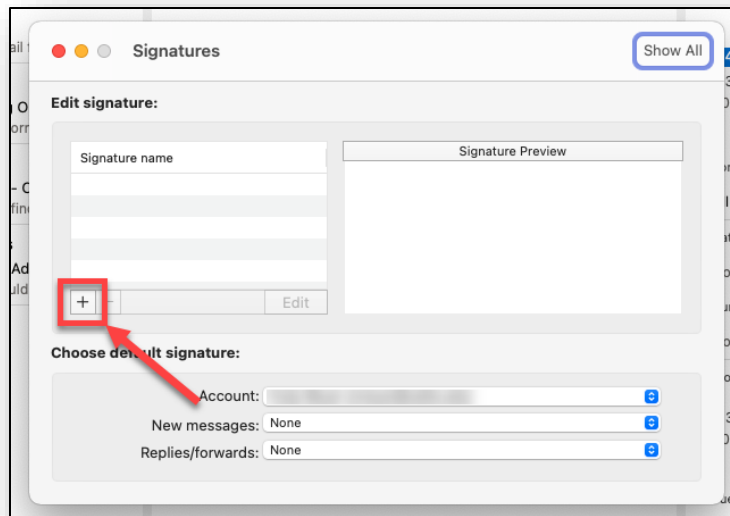 Signatures
Show All
Edit signature:
Signature name
Signature Preview
+
Edit
Choose default signature:
Account:
New messages: None
Replies/forwards: None